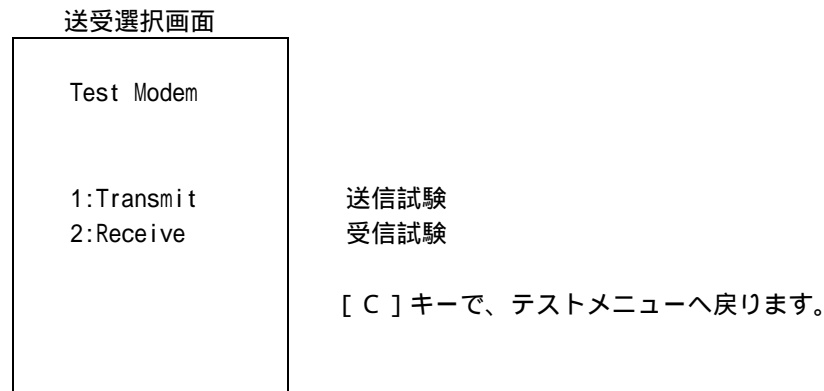 送受選択画面
Test Modem
1:Transmit 送信試験
2:Receive 受信試験
[ C ] キーで、テストメニューへ戻ります。